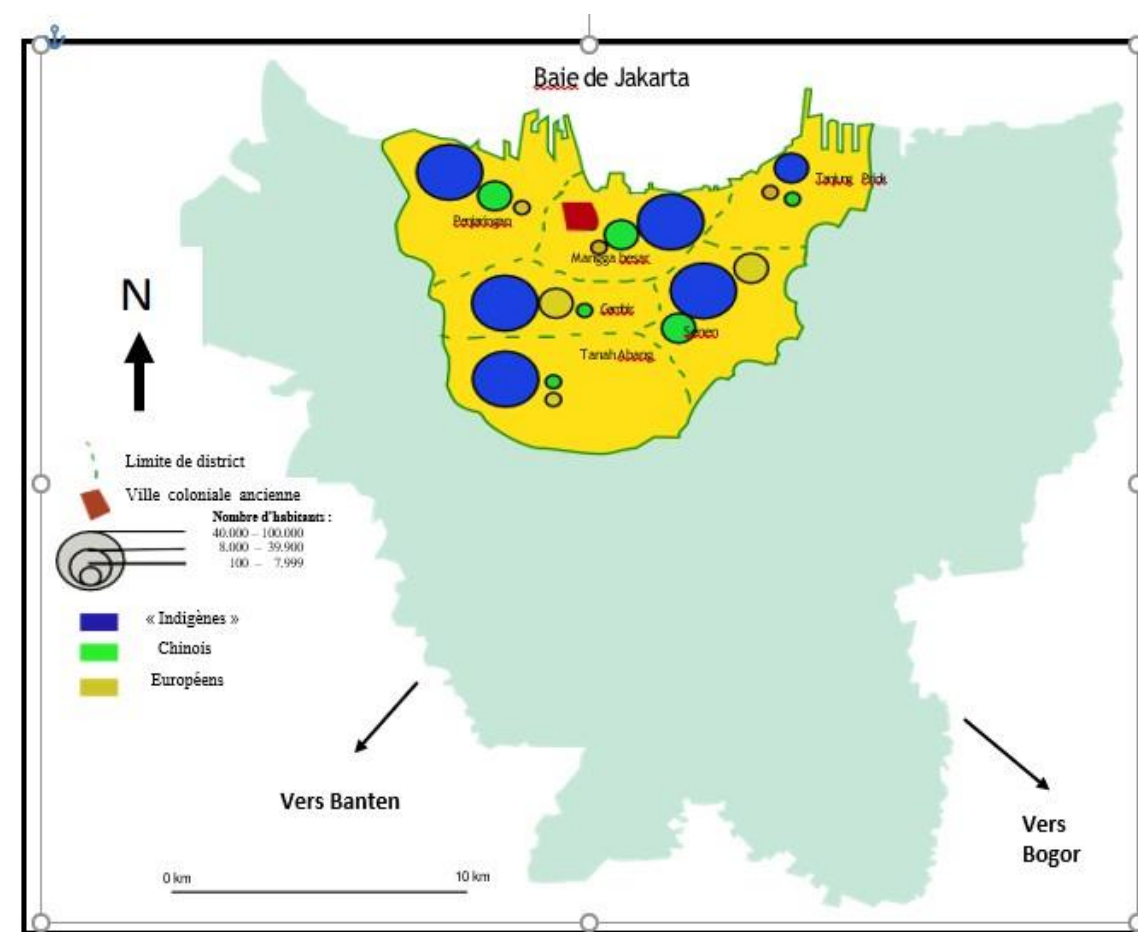 Baie de Jakarta
Tanjung Priok
Penjaringan
Mangga besar
Gambir
Senen
Tanah Abang
N
Limite de district
Ville coloniale ancienne
Nombre d'habitants :
40.000 – 100.000
8.000 – 39.900
100 – 7.999
« Indigènes »
Chinois
Européens
Vers Banten
Vers
Bogor
0 km
10 km